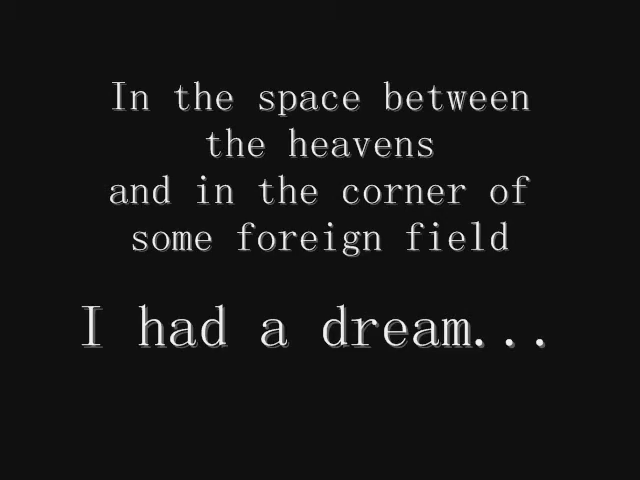 In the space between
the heavens
and in the corner of
some foreign field
I had a dream...